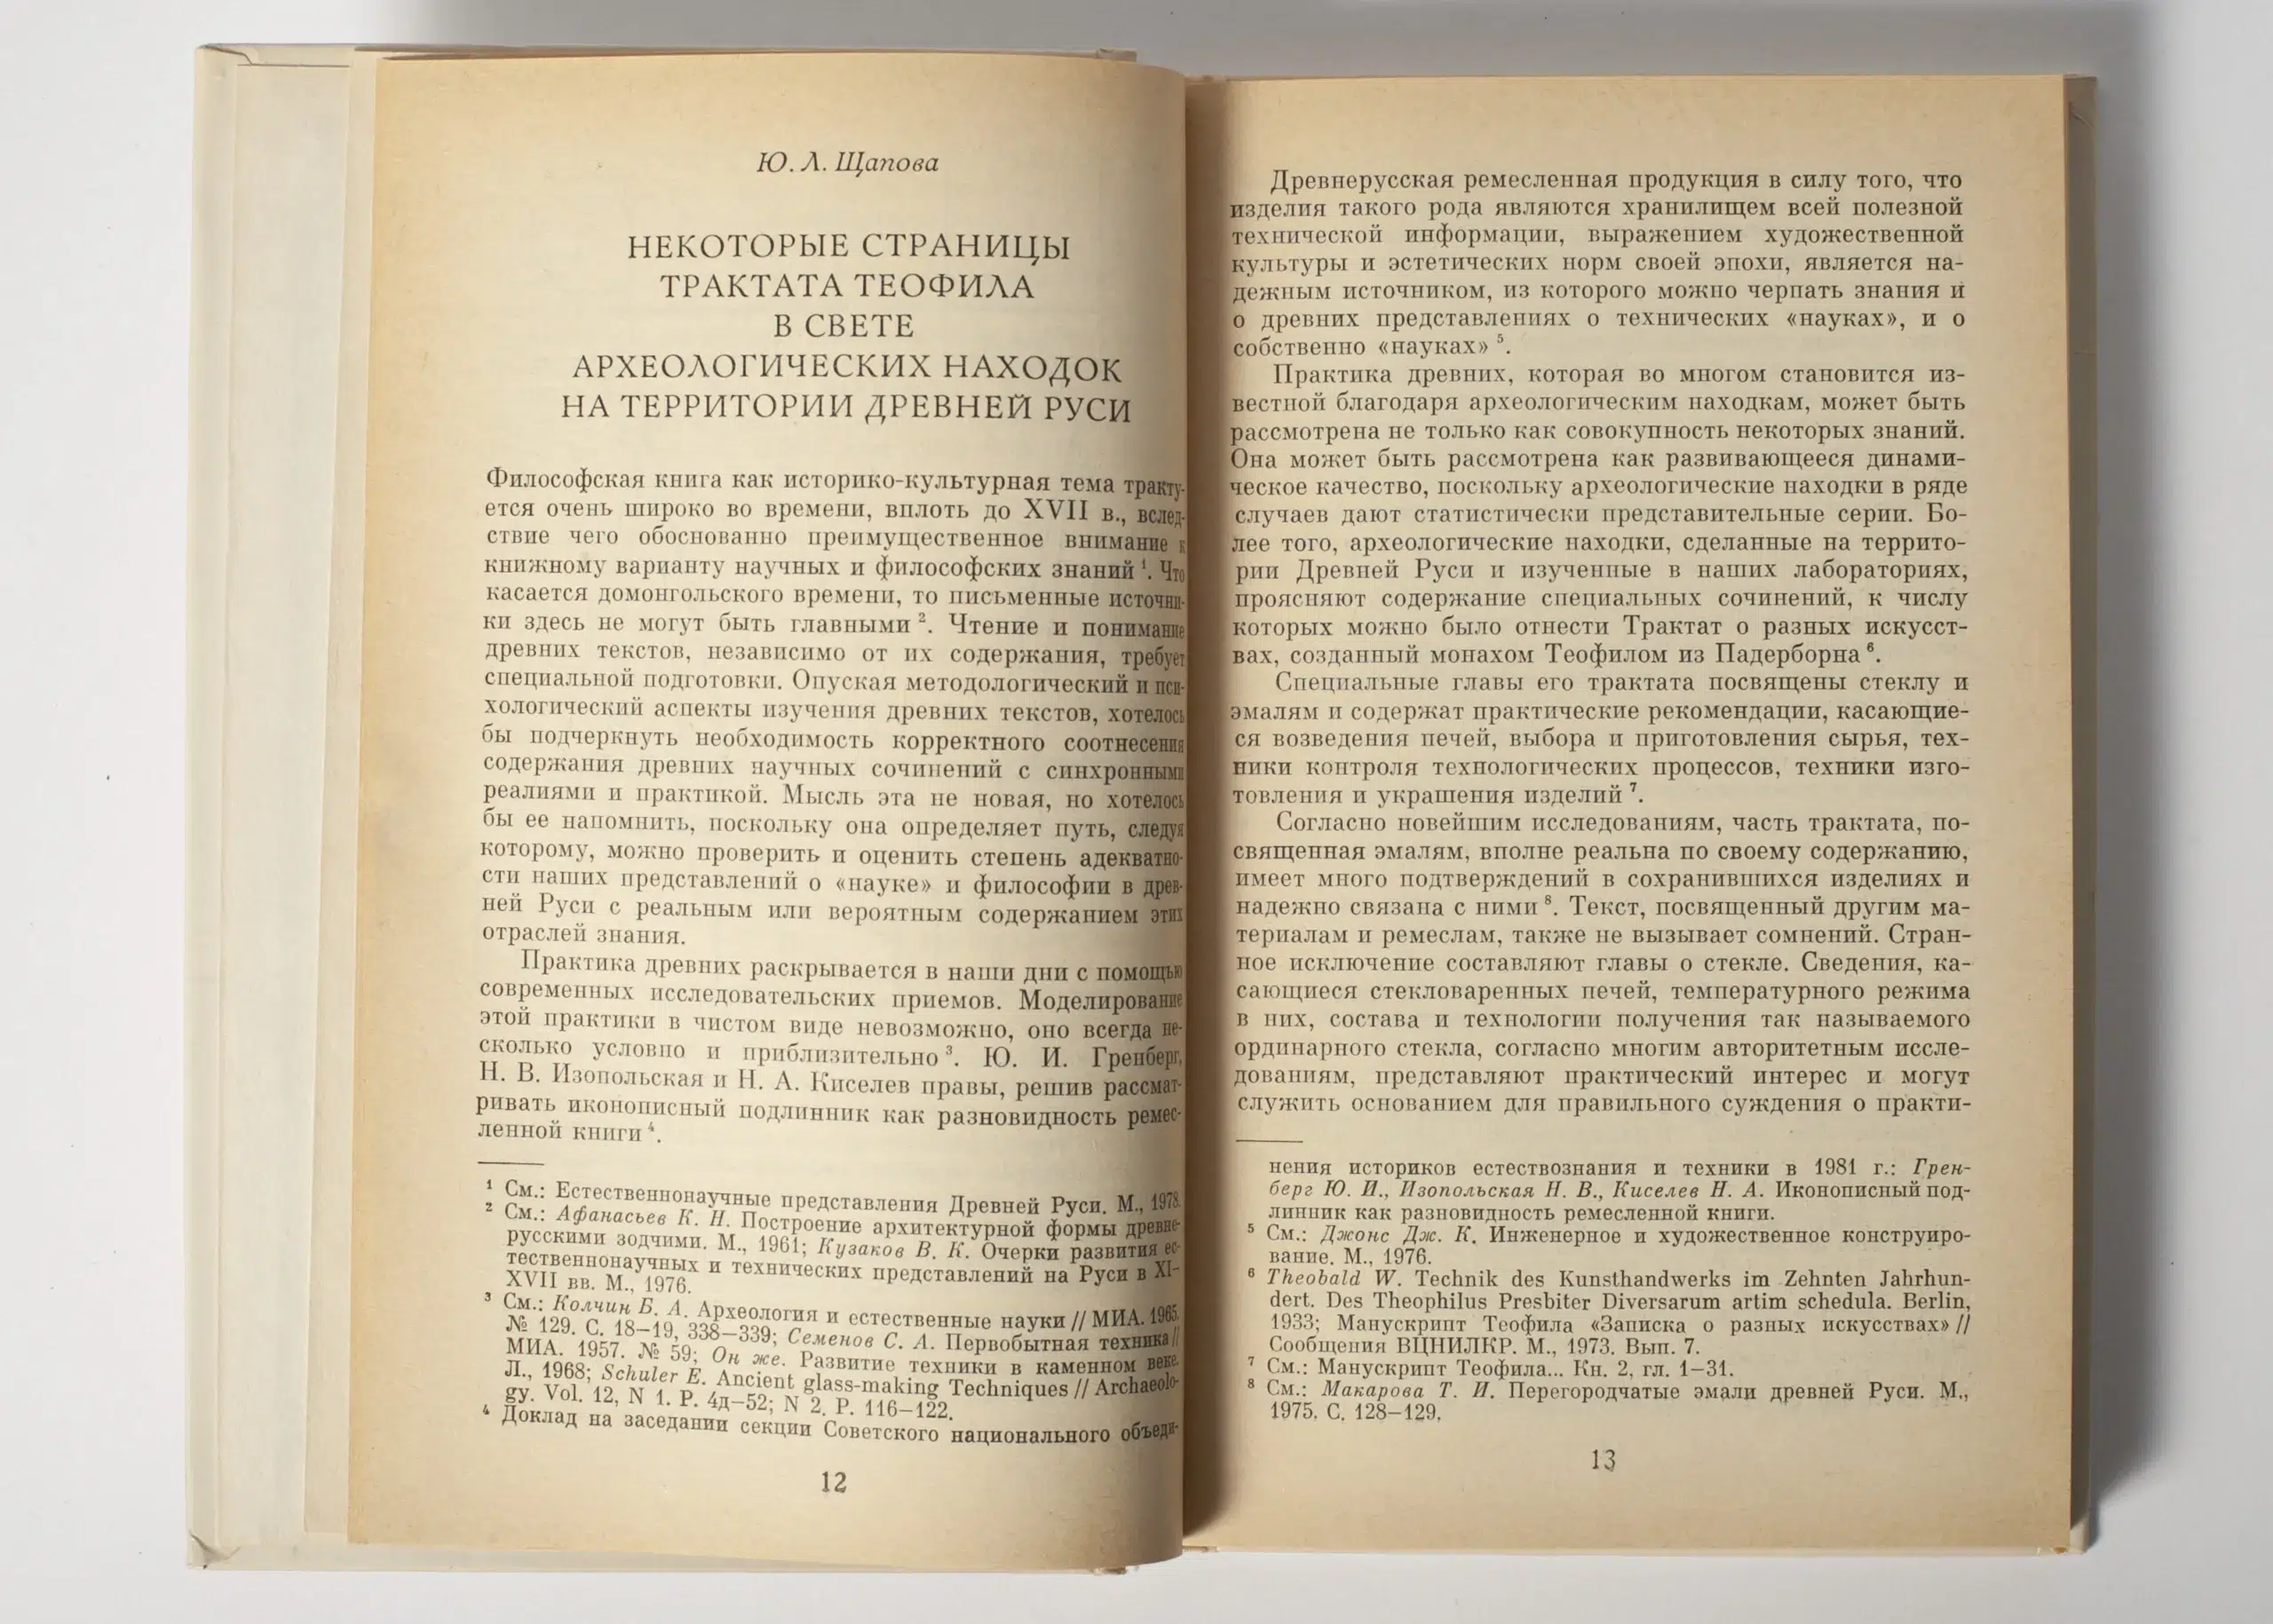 Ю. Л. Щапова
НЕКОТОРЫЕ СТРАНИЦЫ
ТРАКТАТА ТЕОФИЛА
В СВЕТЕ
АРХЕОЛОГИЧЕСКИХ НАХОДОК
НА ТЕРРИТОРИИ ДРЕВНЕЙ РУСИ
Философская книга как историко-культурная тема тракту-
ется очень широко во времени, вплоть до XVII в., вслед-
ствие чего обоснованно преимущественное внимание к
книжному варианту научных и философских знаний ¹. Что
касается домонгольского времени, то письменные источни-
ки здесь не могут быть главными ². Чтение и понимание
древних текстов, независимо от их содержания, требует
специальной подготовки. Опуская методологический и пси-
хологический аспекты изучения древних текстов, хотелось
бы подчеркнуть необходимость корректного соотнесения
содержания древних научных сочинений с синхронными
реалиями и практикой. Мысль эта не новая, но хотелось
бы ее напомнить, поскольку она определяет путь, следуя
которому, можно проверить и оценить степень адекватно-
сти наших представлений о «науке» и философии в древ-
ней Руси с реальным или вероятным содержанием этих
отраслей знания.
Практика древних раскрывается в наши дни с помощью
современных исследовательских приемов. Моделирование
этой практики в чистом виде невозможно, оно всегда не-
сколько условно и приблизительно ³. Ю. И. Гренберг,
Н. В. Изопольская и Н. А. Киселев правы, решив рассмат-
ривать иконописный подлинник как разновидность ремес-
ленной книги ⁴.
¹ См.: Естественнонаучные представления Древней Руси. М., 1978.
² См.: Афанасьев К. Н. Построение архитектурной формы древне-
русскими зодчими. М., 1961; Кузаков В. К. Очерки развития ес-
тественнонаучных и технических представлений на Руси в XI–
XVII вв. М., 1976.
³ См.: Колчин Б. А. Археология и естественные науки // МИА. 1965.
№ 129. С. 18–19, 338–339; Семенов С. А. Первобытная техника //
МИА. 1957. № 59; Он же. Развитие техники в каменном веке.
Л., 1968; Schuler E. Ancient glass-making Techniques // Archaeolo-
gy. Vol. 12, N 1. P. 4д–52; N 2. P. 116–122.
⁴ Доклад на заседании секции Советского национального объеди-
12
Древнерусская ремесленная продукция в силу того, что
изделия такого рода являются хранилищем всей полезной
технической информации, выражением художественной
культуры и эстетических норм своей эпохи, является на-
дежным источником, из которого можно черпать знания и
о древних представлениях о технических «науках», и о
собственно «науках» ⁵.
Практика древних, которая во многом становится из-
вестной благодаря археологическим находкам, может быть
рассмотрена не только как совокупность некоторых знаний.
Она может быть рассмотрена как развивающееся динами-
ческое качество, поскольку археологические находки в ряде
случаев дают статистически представительные серии. Бо-
лее того, археологические находки, сделанные на террито-
рии Древней Руси и изученные в наших лабораториях,
проясняют содержание специальных сочинений, к числу
которых можно было отнести Трактат о разных искусст-
вах, созданный монахом Теофилом из Падерборна ⁶.
Специальные главы его трактата посвящены стеклу и
эмалям и содержат практические рекомендации, касающие-
ся возведения печей, выбора и приготовления сырья, тех-
ники контроля технологических процессов, техники изго-
товления и украшения изделий ⁷.
Согласно новейшим исследованиям, часть трактата, по-
священная эмалям, вполне реальна по своему содержанию,
имеет много подтверждений в сохранившихся изделиях и
надежно связана с ними ⁸. Текст, посвященный другим ма-
териалам и ремеслам, также не вызывает сомнений. Стран-
ное исключение составляют главы о стекле. Сведения, ка-
сающиеся стекловаренных печей, температурного режима
в них, состава и технологии получения так называемого
ординарного стекла, согласно многим авторитетным иссле-
дованиям, представляют практический интерес и могут
служить основанием для правильного суждения о практи-
нения историков естествознания и техники в 1981 г.: Грен-
берг Ю. И., Изопольская Н. В., Киселев Н. А. Иконописный под-
линник как разновидность ремесленной книги.
⁵ См.: Джонс Дж. К. Инженерное и художественное конструиро-
вание. М., 1976.
⁶ Theobald W. Technik des Kunsthandwerks im Zehnten Jahrhun-
dert. Des Theophilus Presbiter Diversarum artim schedula. Berlin,
1933; Манускрипт Теофила «Записка о разных искусствах» //
Сообщения ВЦНИЛКР. М., 1973. Вып. 7.
⁷ См.: Манускрипт Теофила... Кн. 2, гл. 1–31.
⁸ См.: Макарова Т. И. Перегородчатые эмали древней Руси. М.,
1975. С. 128–129.
13